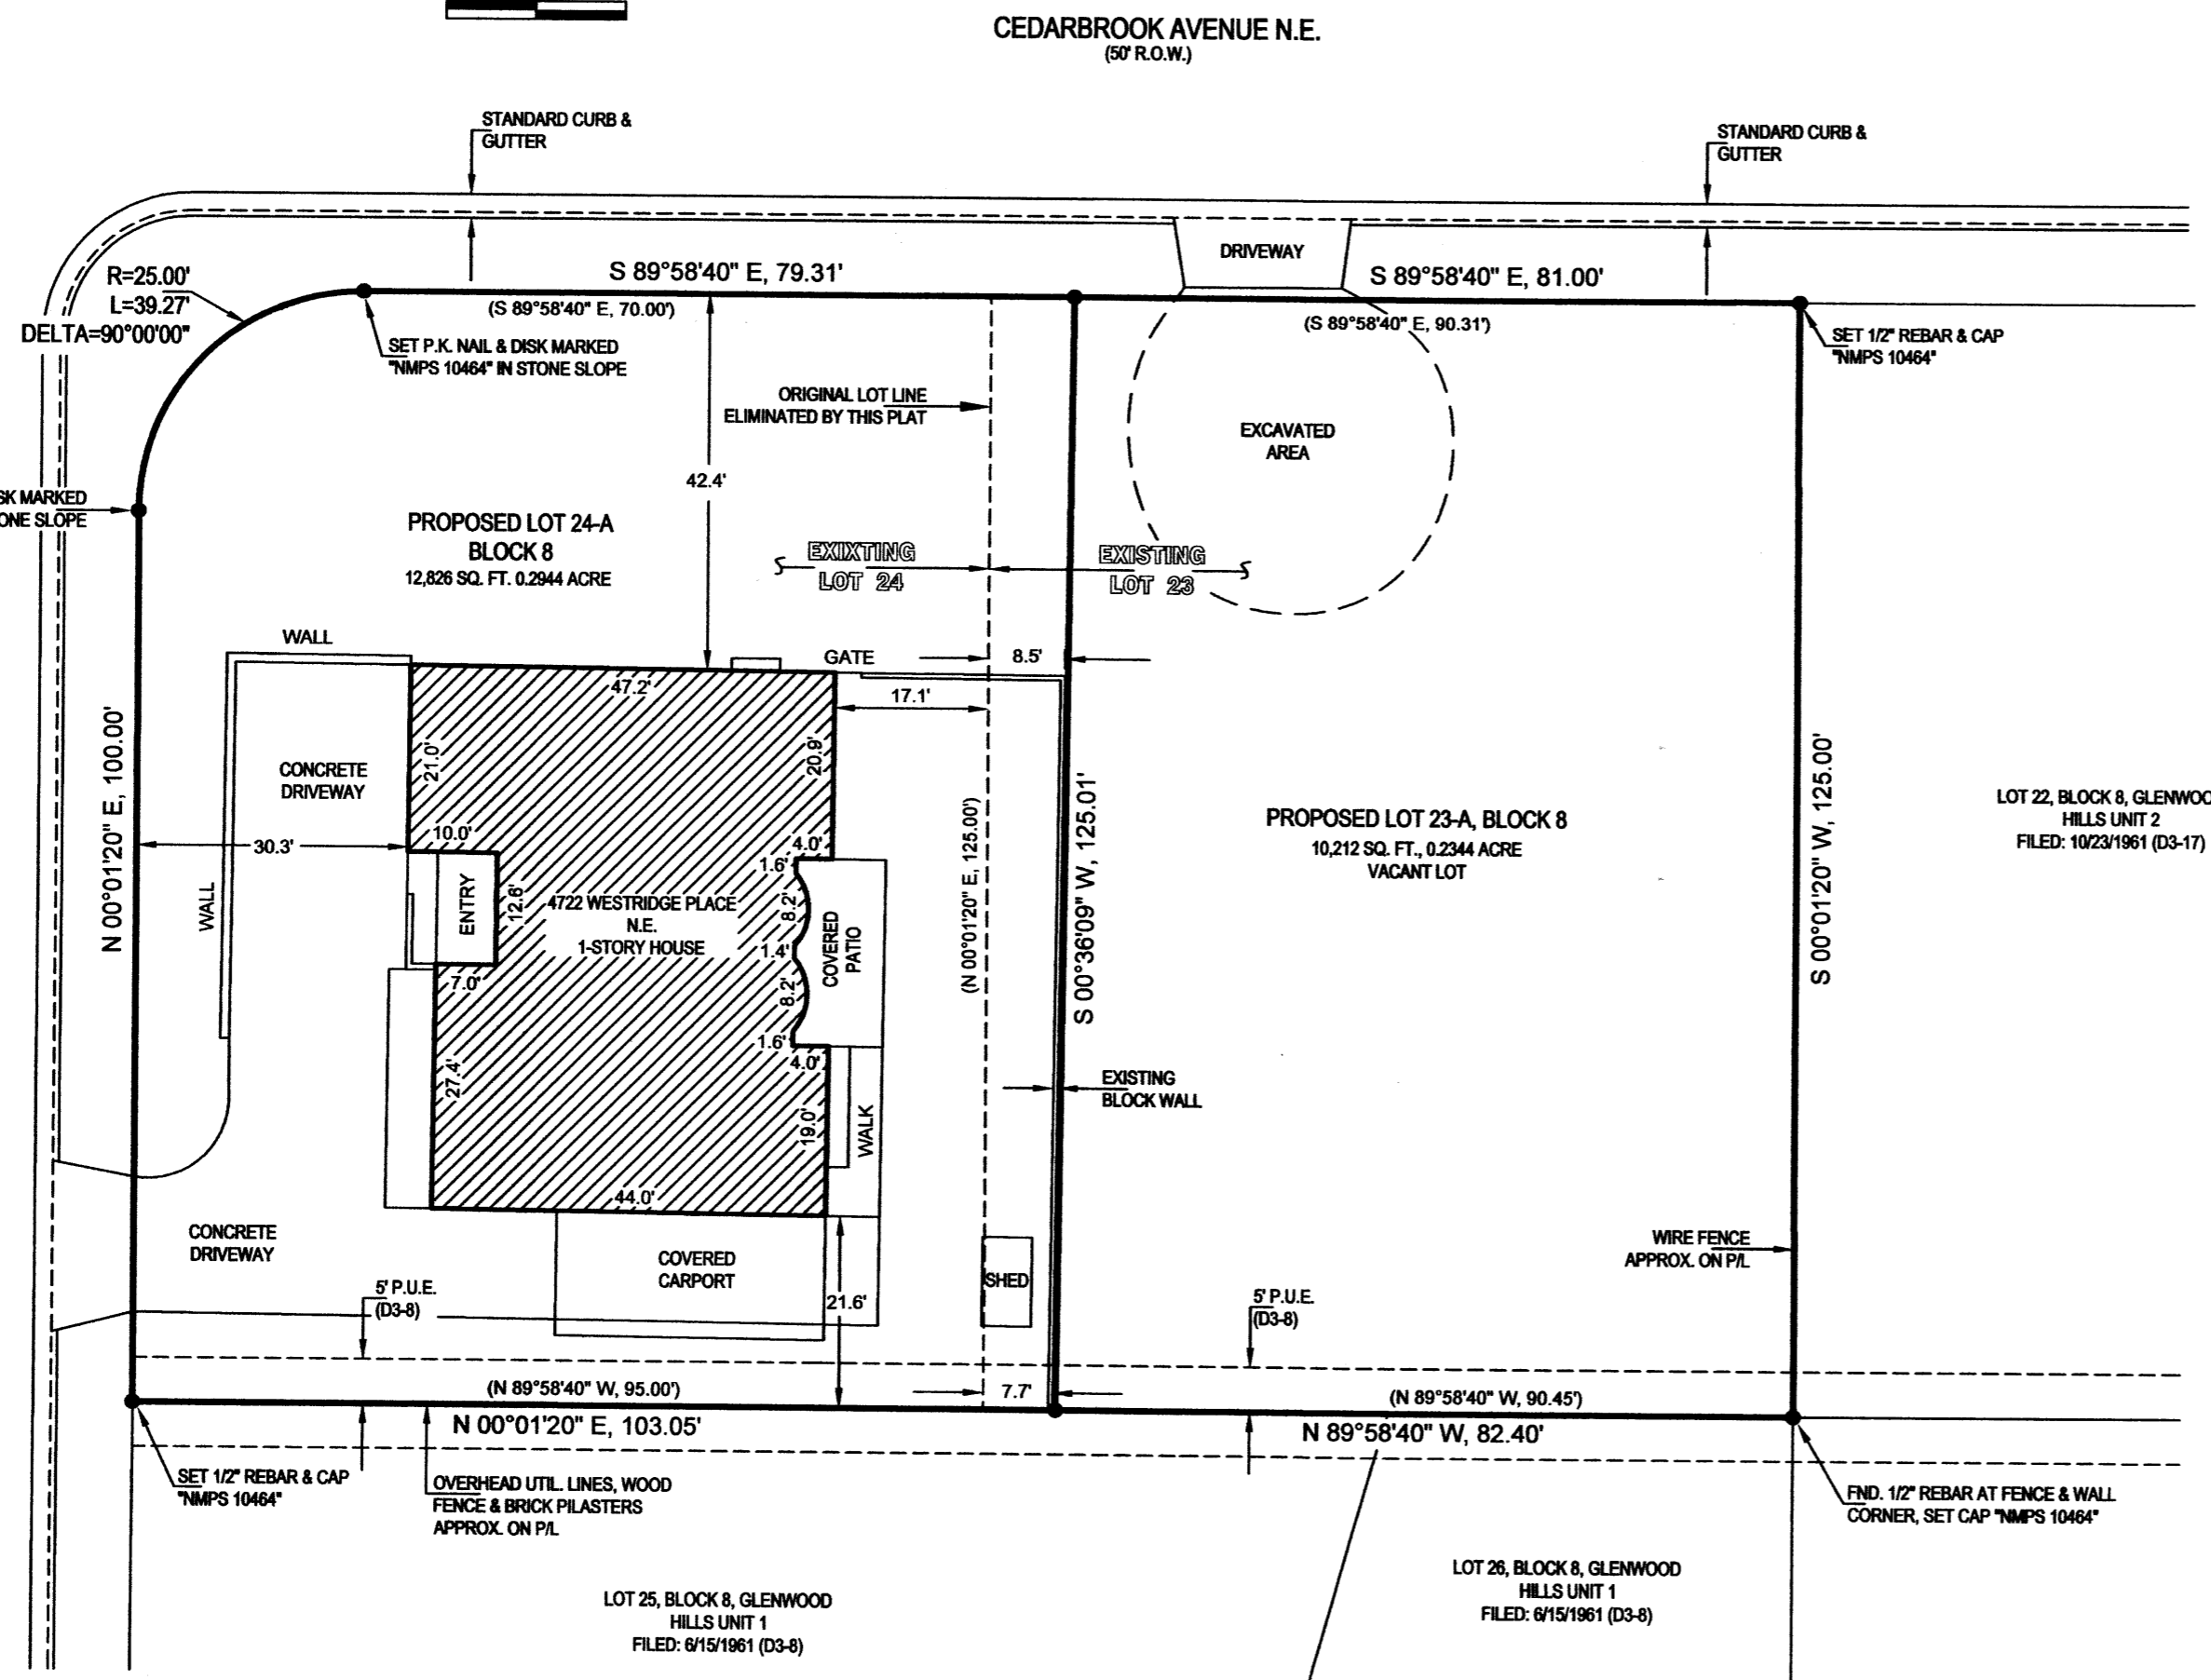 CEDARBROOK AVENUE N.E.
(50' R.O.W.)
STANDARD CURB &
GUTTER
STANDARD CURB &
GUTTER
DRIVEWAY
R=25.00'
L=39.27'
DELTA=90°00'00"
S 89°58'40" E, 79.31'
(S 89°58'40" E, 70.00')
S 89°58'40" E, 81.00'
(S 89°58'40" E, 90.31')
SET P.K. NAIL & DISK MARKED
"NMPS 10464" IN STONE SLOPE
SET 1/2" REBAR & CAP
"NMPS 10464"
ORIGINAL LOT LINE
ELIMINATED BY THIS PLAT
EXCAVATED
AREA
42.4'
SK MARKED
ONE SLOPE
PROPOSED LOT 24-A
BLOCK 8
12,826 SQ. FT. 0.2944 ACRE
EXIXTING
LOT 24
EXISTING
LOT 23
WALL
GATE
8.5'
47.2'
17.1'
N 00°01'20" E, 100.00'
CONCRETE
DRIVEWAY
21.0'
20.9'
(N 00°01'20" E, 125.00')
S 00°36'09" W, 125.01'
S 00°01'20" W, 125.00'
PROPOSED LOT 23-A, BLOCK 8
10,212 SQ. FT., 0.2344 ACRE
VACANT LOT
LOT 22, BLOCK 8, GLENWOO
HILLS UNIT 2
FILED: 10/23/1961 (D3-17)
30.3'
10.0'
4.0'
1.6'
WALL
ENTRY
12.6'
4722 WESTRIDGE PLACE
N.E.
1-STORY HOUSE
8.2'
1.4'
8.2'
COVERED
PATIO
7.0'
1.6'
4.0'
27.4'
19.0'
WALK
EXISTING
BLOCK WALL
44.0'
CONCRETE
DRIVEWAY
COVERED
CARPORT
SHED
WIRE FENCE
APPROX. ON P/L
5' P.U.E.
(D3-8)
21.6'
5' P.U.E.
(D3-8)
(N 89°58'40" W, 95.00')
7.7'
(N 89°58'40" W, 90.45')
N 00°01'20" E, 103.05'
N 89°58'40" W, 82.40'
SET 1/2" REBAR & CAP
"NMPS 10464"
OVERHEAD UTIL. LINES, WOOD
FENCE & BRICK PILASTERS
APPROX. ON P/L
FND. 1/2" REBAR AT FENCE & WALL
CORNER, SET CAP "NMPS 10464"
LOT 25, BLOCK 8, GLENWOOD
HILLS UNIT 1
FILED: 6/15/1961 (D3-8)
LOT 26, BLOCK 8, GLENWOOD
HILLS UNIT 1
FILED: 6/15/1961 (D3-8)